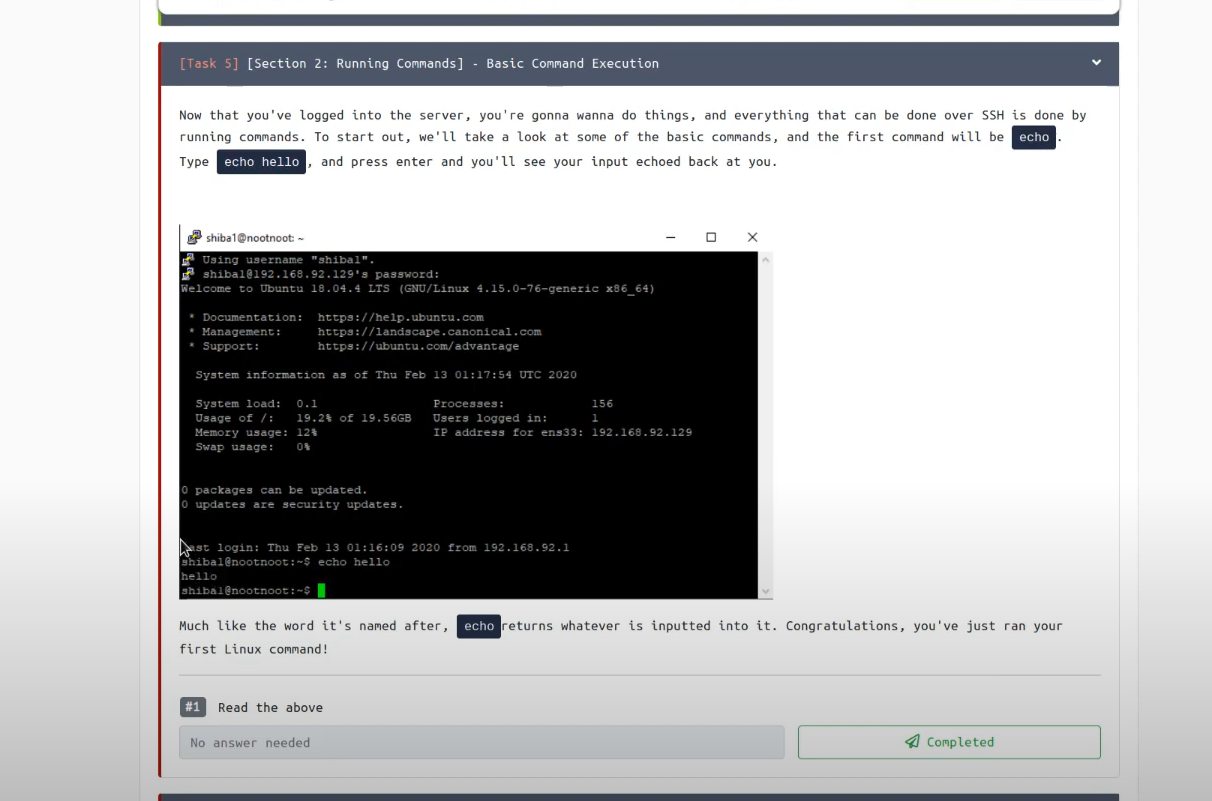 [Task 5] [Section 2: Running Commands] - Basic Command Execution
Now that you've logged into the server, you're gonna wanna do things, and everything that can be done over SSH is done by
running commands. To start out, we'll take a look at some of the basic commands, and the first command will be echo.
Type echo hello, and press enter and you'll see your input echoed back at you.
shiba1@nootnoot: ~
Using username "shiba1".
shiba1@192.168.92.129's password:
Welcome to Ubuntu 18.04.4 LTS (GNU/Linux 4.15.0-76-generic x86_64)
* Documentation: https://help.ubuntu.com
* Management: https://landscape.canonical.com
* Support: https://ubuntu.com/advantage
System information as of Thu Feb 13 01:17:54 UTC 2020
System load: 0.1 Processes: 156
Usage of /: 19.2% of 19.56GB Users logged in: 1
Memory usage: 12% IP address for ens33: 192.168.92.129
Swap usage: 0%
0 packages can be updated.
0 updates are security updates.
Last login: Thu Feb 13 01:16:09 2020 from 192.168.92.1
shiba1@nootnoot:~$ echo hello
hello
shiba1@nootnoot:~$
Much like the word it's named after, echo returns whatever is inputted into it. Congratulations, you've just ran your
first Linux command!
#1 Read the above
No answer needed
Completed